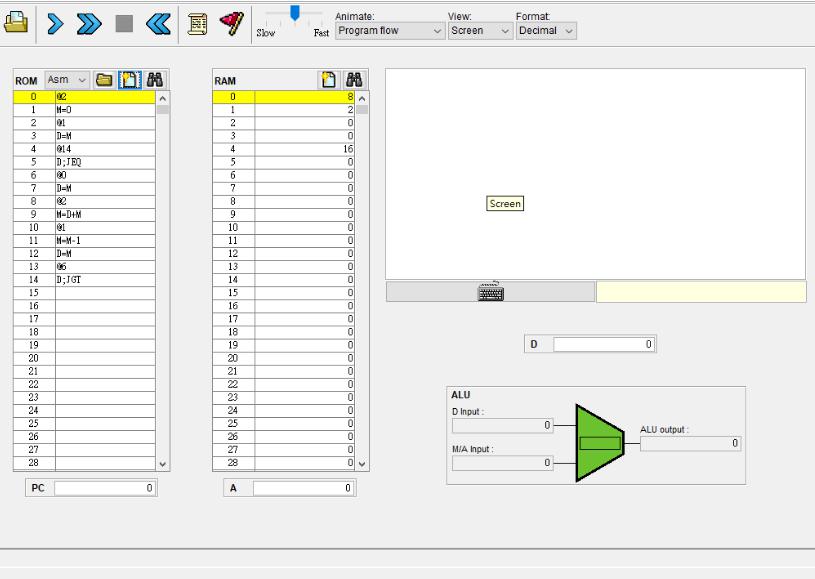 Animate: View: Format:
Slow Fast Program flow Screen Decimal
ROM Asm RAM
0 @2 0 8
1 M=0 1 2
2 @1 2 0
3 D=M 3 0
4 @14 4 16
5 D;JEQ 5 0
6 @0 6 0
7 D=M 7 0
8 @2 8 0
9 M=D+M 9 0
10 @1 10 0
11 M=M-1 11 0
12 D=M 12 0
13 @6 13 0
14 D;JGT 14 0
15 15 0
16 16 0
17 17 0
18 18 0
19 19 0
20 20 0
21 21 0
22 22 0
23 23 0
24 24 0
25 25 0
26 26 0
27 27 0
28 28 0
PC 0 A 0
Screen
D 0
ALU
D Input :
0
M/A Input :
0
ALU output :
0